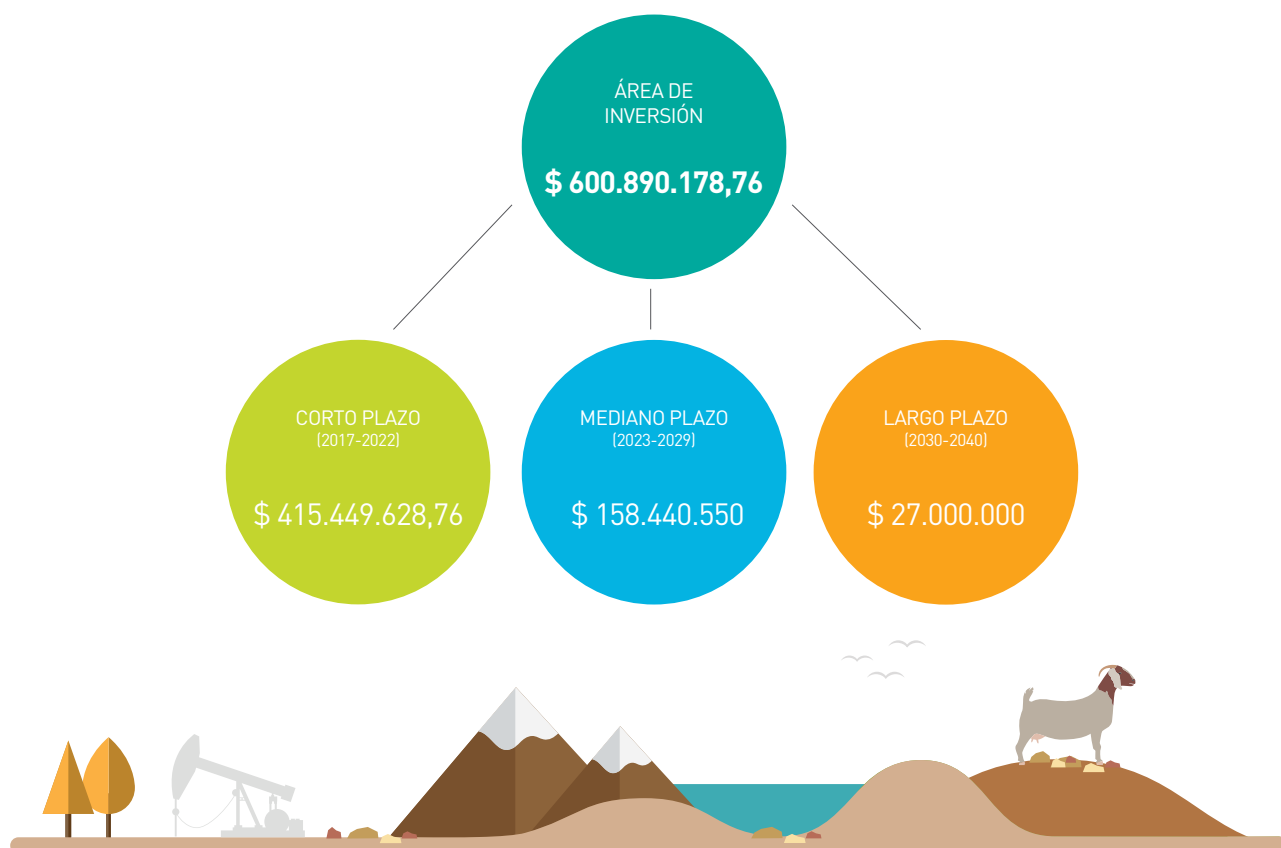 ÁREA DE
INVERSIÓN
$ 600.890.178,76
CORTO PLAZO
(2017-2022)
$ 415.449.628,76
MEDIANO PLAZO
(2023-2029)
$ 158.440.550
LARGO PLAZO
(2030-2040)
$ 27.000.000